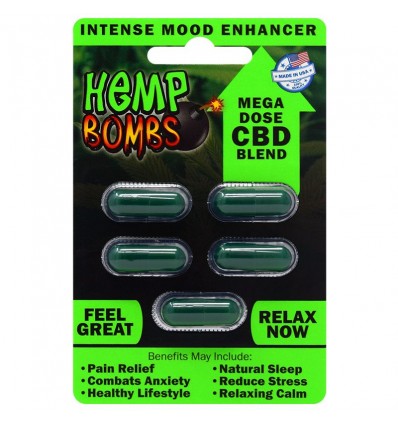 INTENSE MOOD ENHANCER
MADE IN USA
HEMP
BOMBS
MEGA
DOSE
CBD
BLEND
FEEL
GREAT
RELAX
NOW
Benefits May Include:
•Pain Relief
•Combats Anxiety
•Healthy Lifestyle
•Natural Sleep
•Reduce Stress
•Relaxing Calm